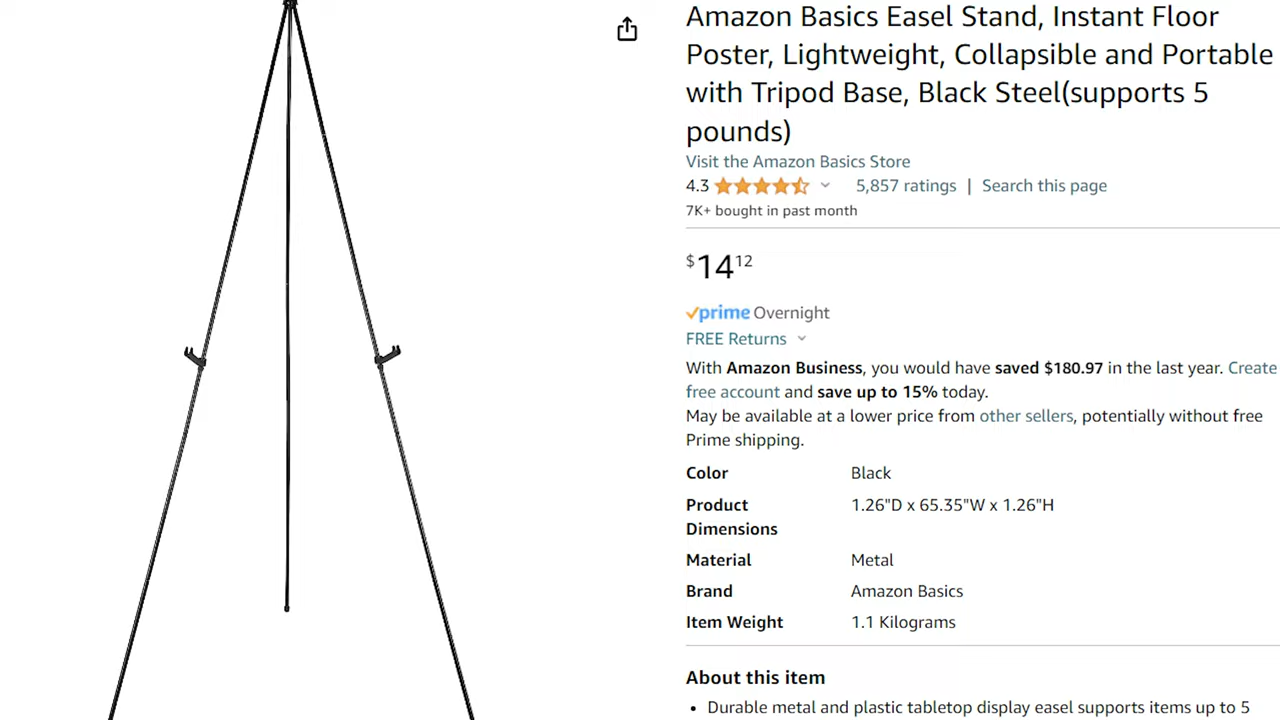 Amazon Basics Easel Stand, Instant Floor
Poster, Lightweight, Collapsible and Portable
with Tripod Base, Black Steel(supports 5
pounds)
Visit the Amazon Basics Store
4.3 5,857 ratings | Search this page
7K+ bought in past month
$14 12
prime Overnight
FREE Returns
With Amazon Business, you would have saved $180.97 in the last year. Create
free account and save up to 15% today.
May be available at a lower price from other sellers, potentially without free
Prime shipping.
Color Black
Product 1.26"D x 65.35"W x 1.26"H
Dimensions
Material Metal
Brand Amazon Basics
Item Weight 1.1 Kilograms
About this item
• Durable metal and plastic tabletop display easel supports items up to 5